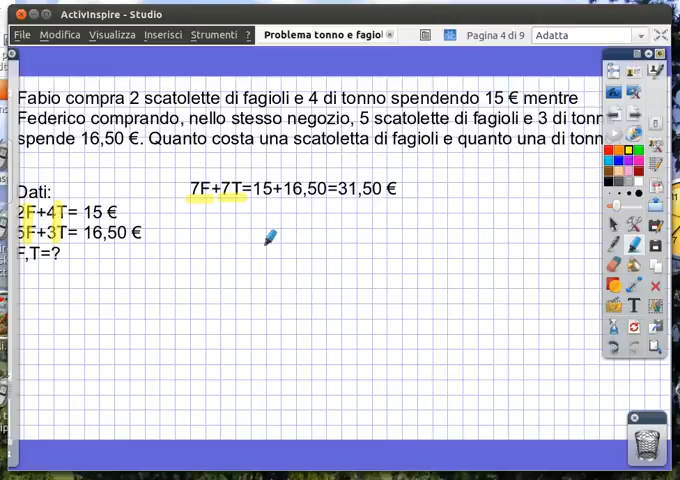 ActivInspire - Studio
File Modifica Visualizza Inserisci Strumenti ? Problema tonno e fagiol Pagina 4 di 9 Adatta
Fabio compra 2 scatolette di fagioli e 4 di tonno spendendo 15 € mentre
Federico comprando, nello stesso negozio, 5 scatolette di fagioli e 3 di tonn
spende 16,50 €. Quanto costa una scatoletta di fagioli e quanto una di tonn
Dati:
7F+7T=15+16,50=31,50 €
2F+4T= 15 €
5F+3T= 16,50 €
F,T=?